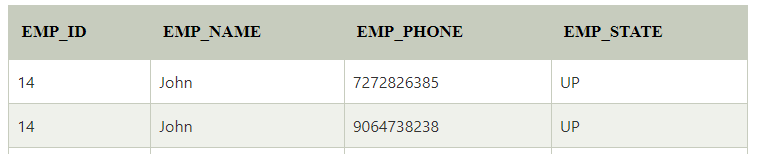 EMP_ID EMP_NAME EMP_PHONE EMP_STATE
14 John 7272826385 UP
14 John 9064738238 UP